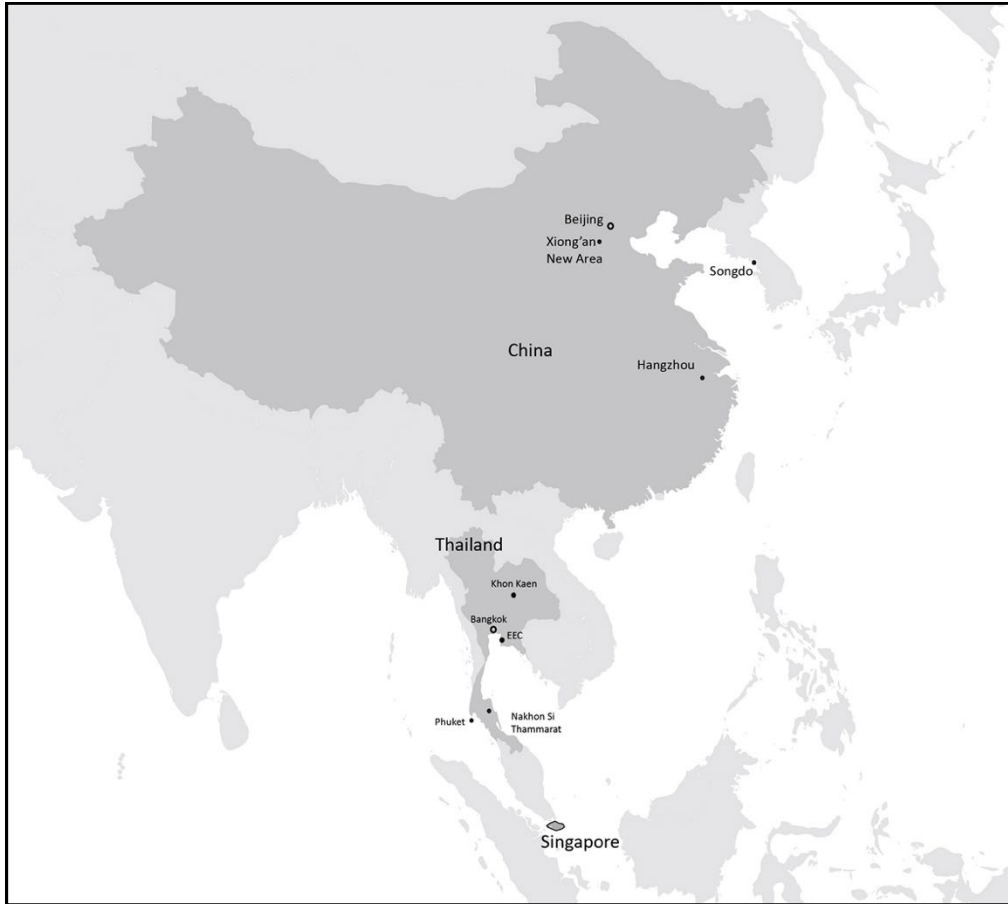 Beijing
Xiong'an
New Area
Songdo
China
Hangzhou
Thailand
Khon Kaen
Bangkok
EEC
Phuket
Nakhon Si
Thammarat
Singapore